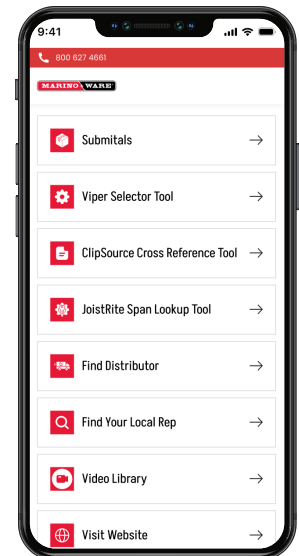 9:41
800 627 4661
MARINO WARE
Submitals
Viper Selector Tool
ClipSource Cross Reference Tool
JoistRite Span Lookup Tool
Find Distributor
Find Your Local Rep
Video Library
Visit Website